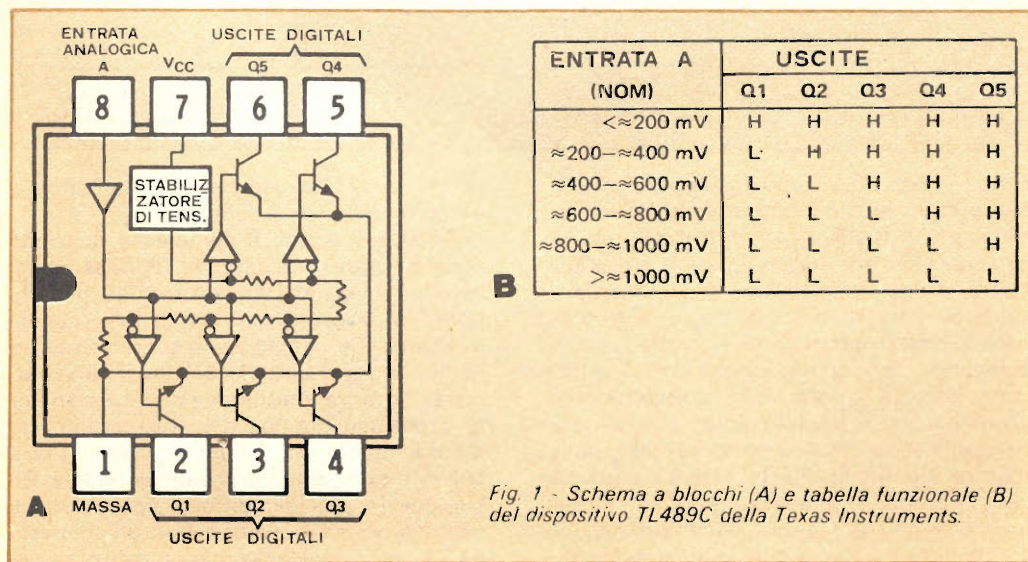 ENTRATA ANALOGICA A
VCC
USCITE DIGITALI
Q5
Q4
8
7
6
5
STABILIZ
ZATORE
DI TENS.
1
2
3
4
MASSA
Q1
Q2
Q3
USCITE DIGITALI
A
ENTRATA A
(NOM)
USCITE
Q1 Q2 Q3 Q4 Q5
<≈200 mV H H H H H
≈200–≈400 mV L H H H H
≈400–≈600 mV L L H H H
≈600–≈800 mV L L L H H
≈800–≈1000 mV L L L L H
>≈1000 mV L L L L L
B
Fig. 1 - Schema a blocchi (A) e tabella funzionale (B)
del dispositivo TL489C della Texas Instruments.